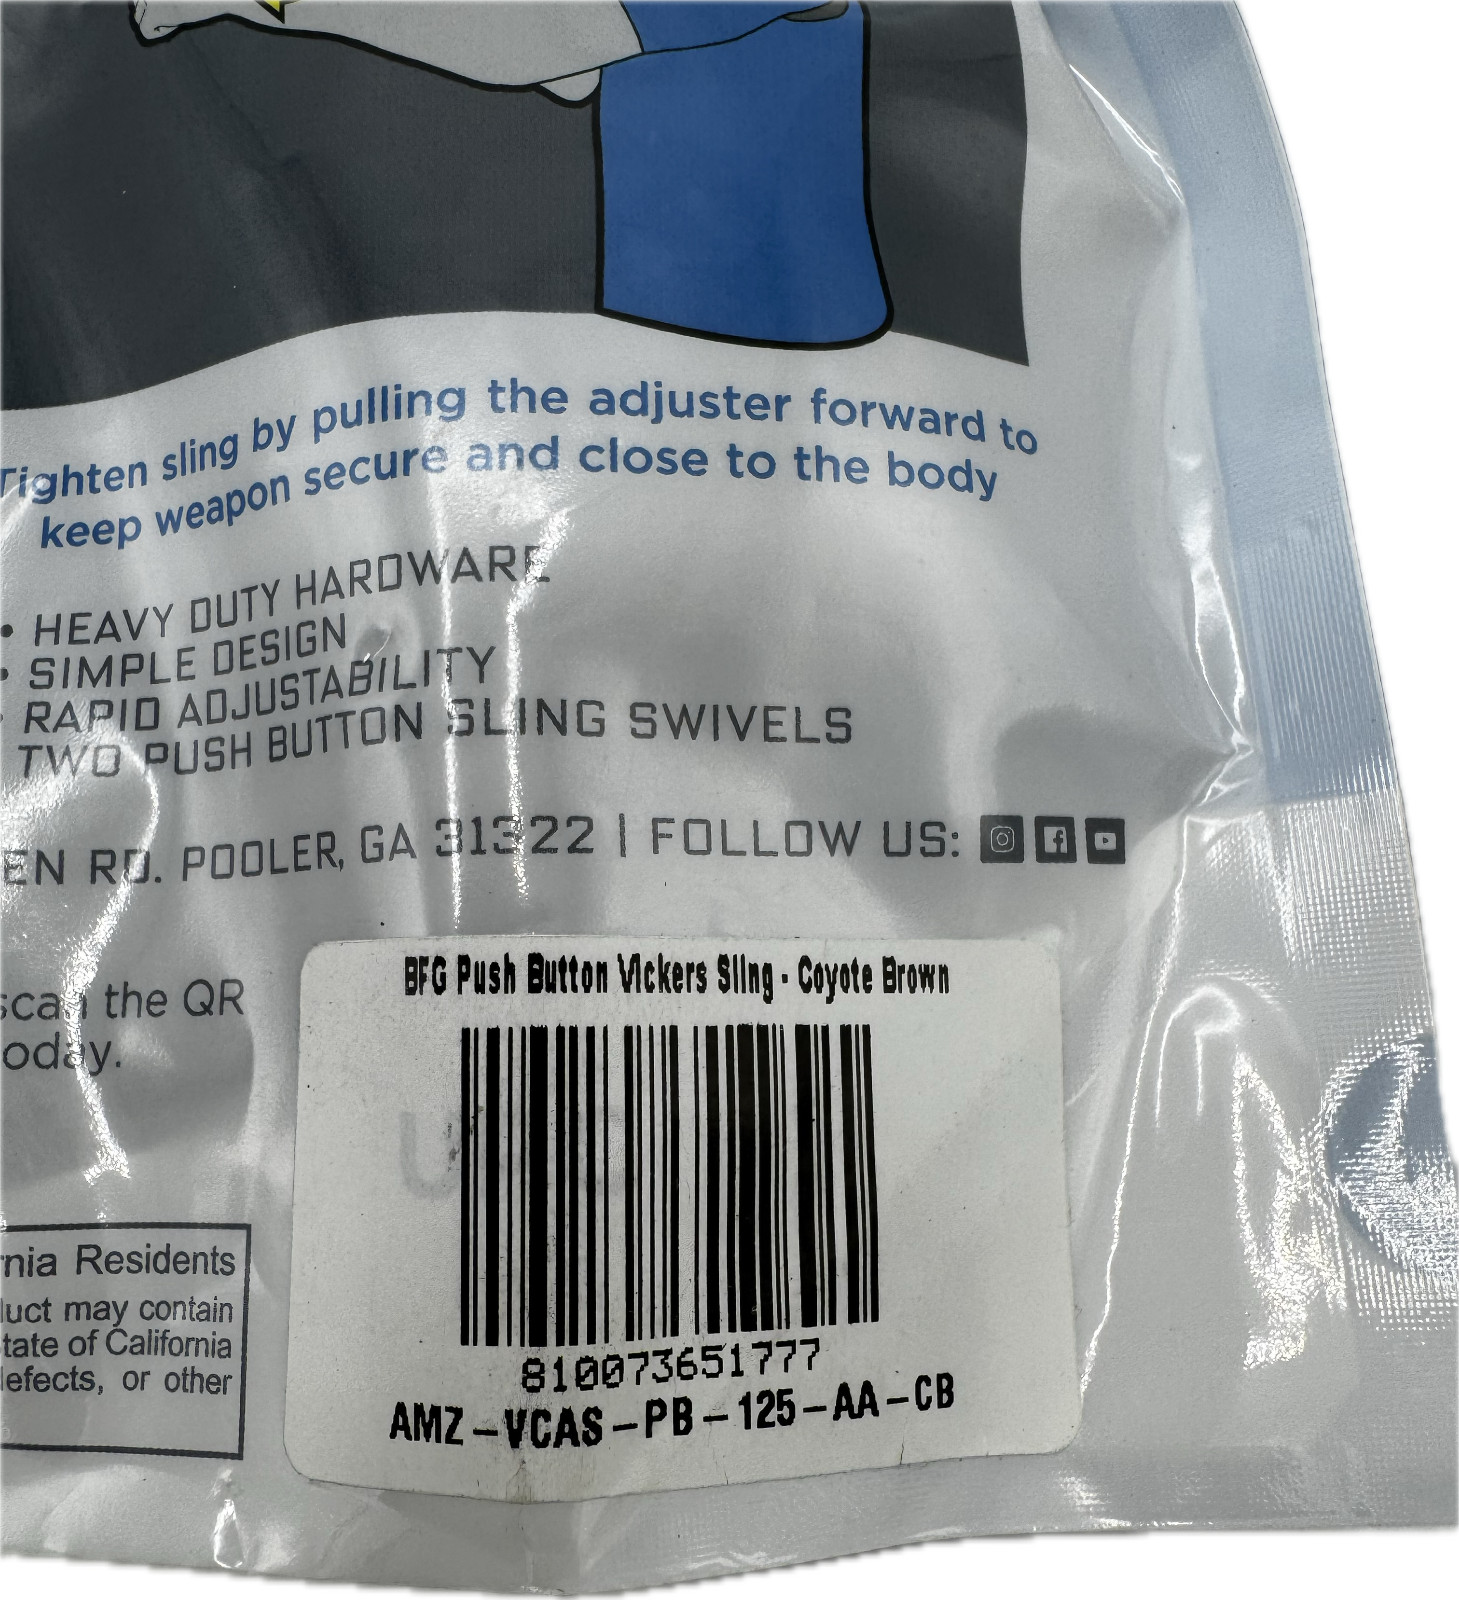 Tighten sling by pulling the adjuster forward to
keep weapon secure and close to the body
• HEAVY DUTY HARDWARE
• SIMPLE DESIGN
• RAPID ADJUSTABILITY
TWO PUSH BUTTON SLING SWIVELS
EN RD. POOLER, GA 31322 | FOLLOW US:
scan the QR
oday.
BFG Push Button Vickers Sling - Coyote Brown
810073651777
AMZ-VCAS-PB-125-AA-CB
rnia Residents
duct may contain
tate of California
defects, or other